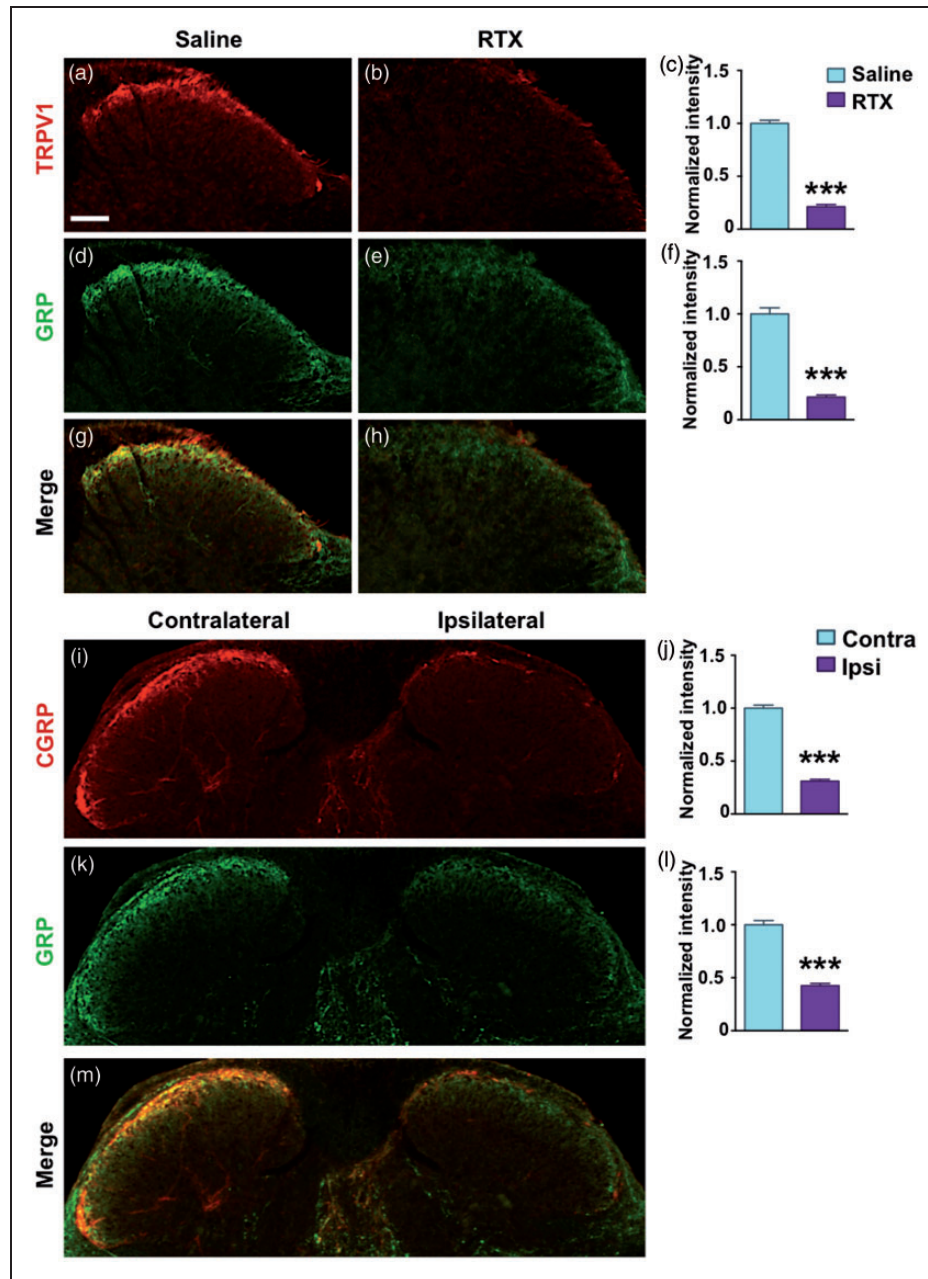 Saline RTX
(a) (b) (c)
TRPV1
Normalized intensity
1.5
1.0
0.5
0
Saline
RTX
***
(d) (e) (f)
GRP
Normalized intensity
1.5
1.0
0.5
0
***
(g) (h)
Merge
Contralateral Ipsilateral
(i) (j)
CGRP
Normalized intensity
1.5
1.0
0.5
0
Contra
Ipsi
***
(k) (l)
GRP
Normalized intensity
1.5
1.0
0.5
0
***
(m)
Merge